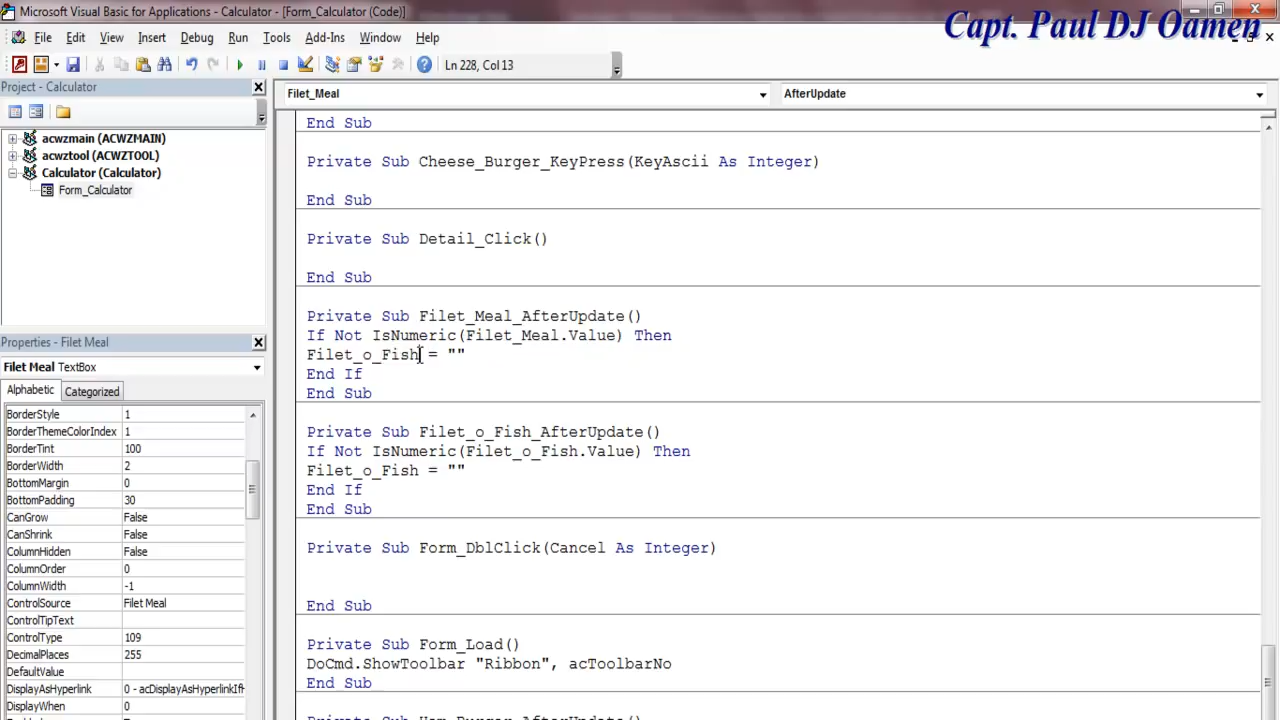 Microsoft Visual Basic for Applications - Calculator - [Form_Calculator (Code)]
Capt. Paul DJ Oamen
File Edit View Insert Format Debug Run Tools Add-Ins Window Help
Ln 228, Col 13
Project - Calculator
Filet_Meal
AfterUpdate
acwzmain (ACWZMAIN)
acwztool (ACWZTOOL)
Calculator (Calculator)
Form_Calculator
Properties - Filet Meal
Filet Meal TextBox
Alphabetic Categorized
BorderStyle 1
BorderThemeColorIndex 1
BorderTint 100
BorderWidth 2
BottomMargin 0
BottomPadding 30
CanGrow False
CanShrink False
ColumnHidden False
ColumnOrder 0
ColumnWidth -1
ControlSource Filet Meal
ControlTipText
ControlType 109
DecimalPlaces 255
DefaultValue
DisplayAsHyperlink 0 - acDisplayAsHyperlinkIfH
DisplayWhen 0
End Sub
Private Sub Cheese_Burger_KeyPress(KeyAscii As Integer)
End Sub
Private Sub Detail_Click()
End Sub
Private Sub Filet_Meal_AfterUpdate()
If Not IsNumeric(Filet_Meal.Value) Then
Filet_o_Fish = ""
End If
End Sub
Private Sub Filet_o_Fish_AfterUpdate()
If Not IsNumeric(Filet_o_Fish.Value) Then
Filet_o_Fish = ""
End If
End Sub
Private Sub Form_DblClick(Cancel As Integer)
End Sub
Private Sub Form_Load()
DoCmd.ShowToolbar "Ribbon", acToolbarNo
End Sub
Private Sub Ham_Burger_AfterUpdate()